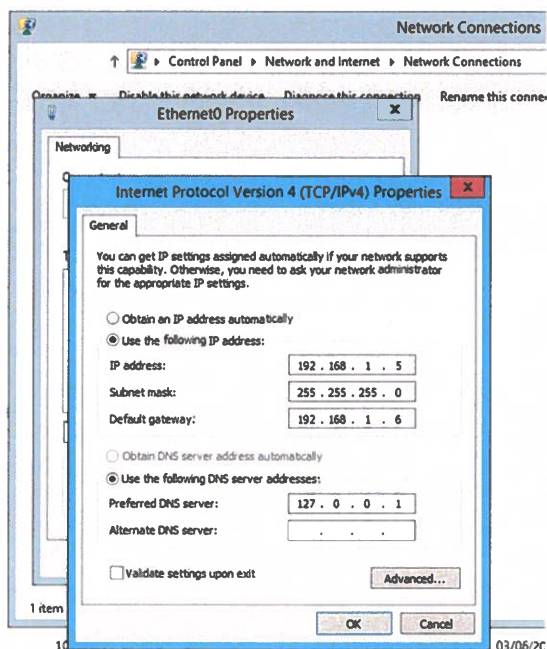 Network Connections
Control Panel ▸ Network and Internet ▸ Network Connections
Organize Disable this network device Diagnose this connection Rename this conne
Ethernet0 Properties
Networking
Internet Protocol Version 4 (TCP/IPv4) Properties
General
You can get IP settings assigned automatically if your network supports
this capability. Otherwise, you need to ask your network administrator
for the appropriate IP settings.
Obtain an IP address automatically
Use the following IP address:
IP address: 192 . 168 . 1 . 5
Subnet mask: 255 . 255 . 255 . 0
Default gateway: 192 . 168 . 1 . 6
Obtain DNS server address automatically
Use the following DNS server addresses:
Preferred DNS server: 127 . 0 . 0 . 1
Alternate DNS server: . . .
Validate settings upon exit
Advanced...
1 item
OK Cancel
03/06/20